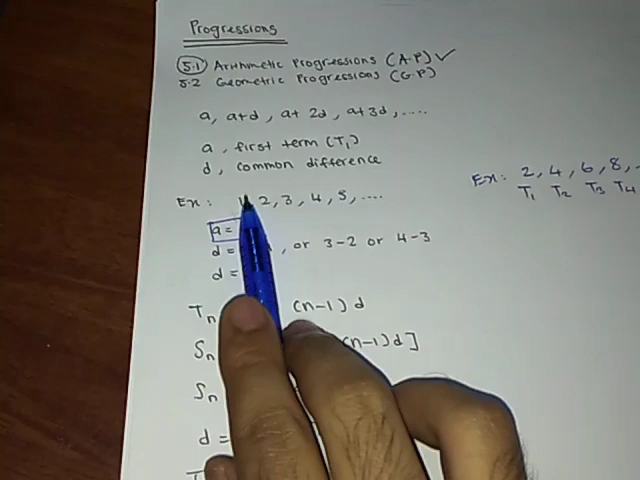 Progressions
5.1 Arithmetic Progressions (A.P) ✓
5.2 Geometric Progressions (G.P)
a, a+d, a+2d, a+3d, ....
a, first term (T₁)
d, common difference
Ex: 2, 3, 4, 5, ....
a =
d = , or 3-2 or 4-3
d =
Tn (n-1)d
Sn (n-1)d]
Sn
d =
Ex: 2, 4, 6, 8,
T₁ T₂ T₃ T₄